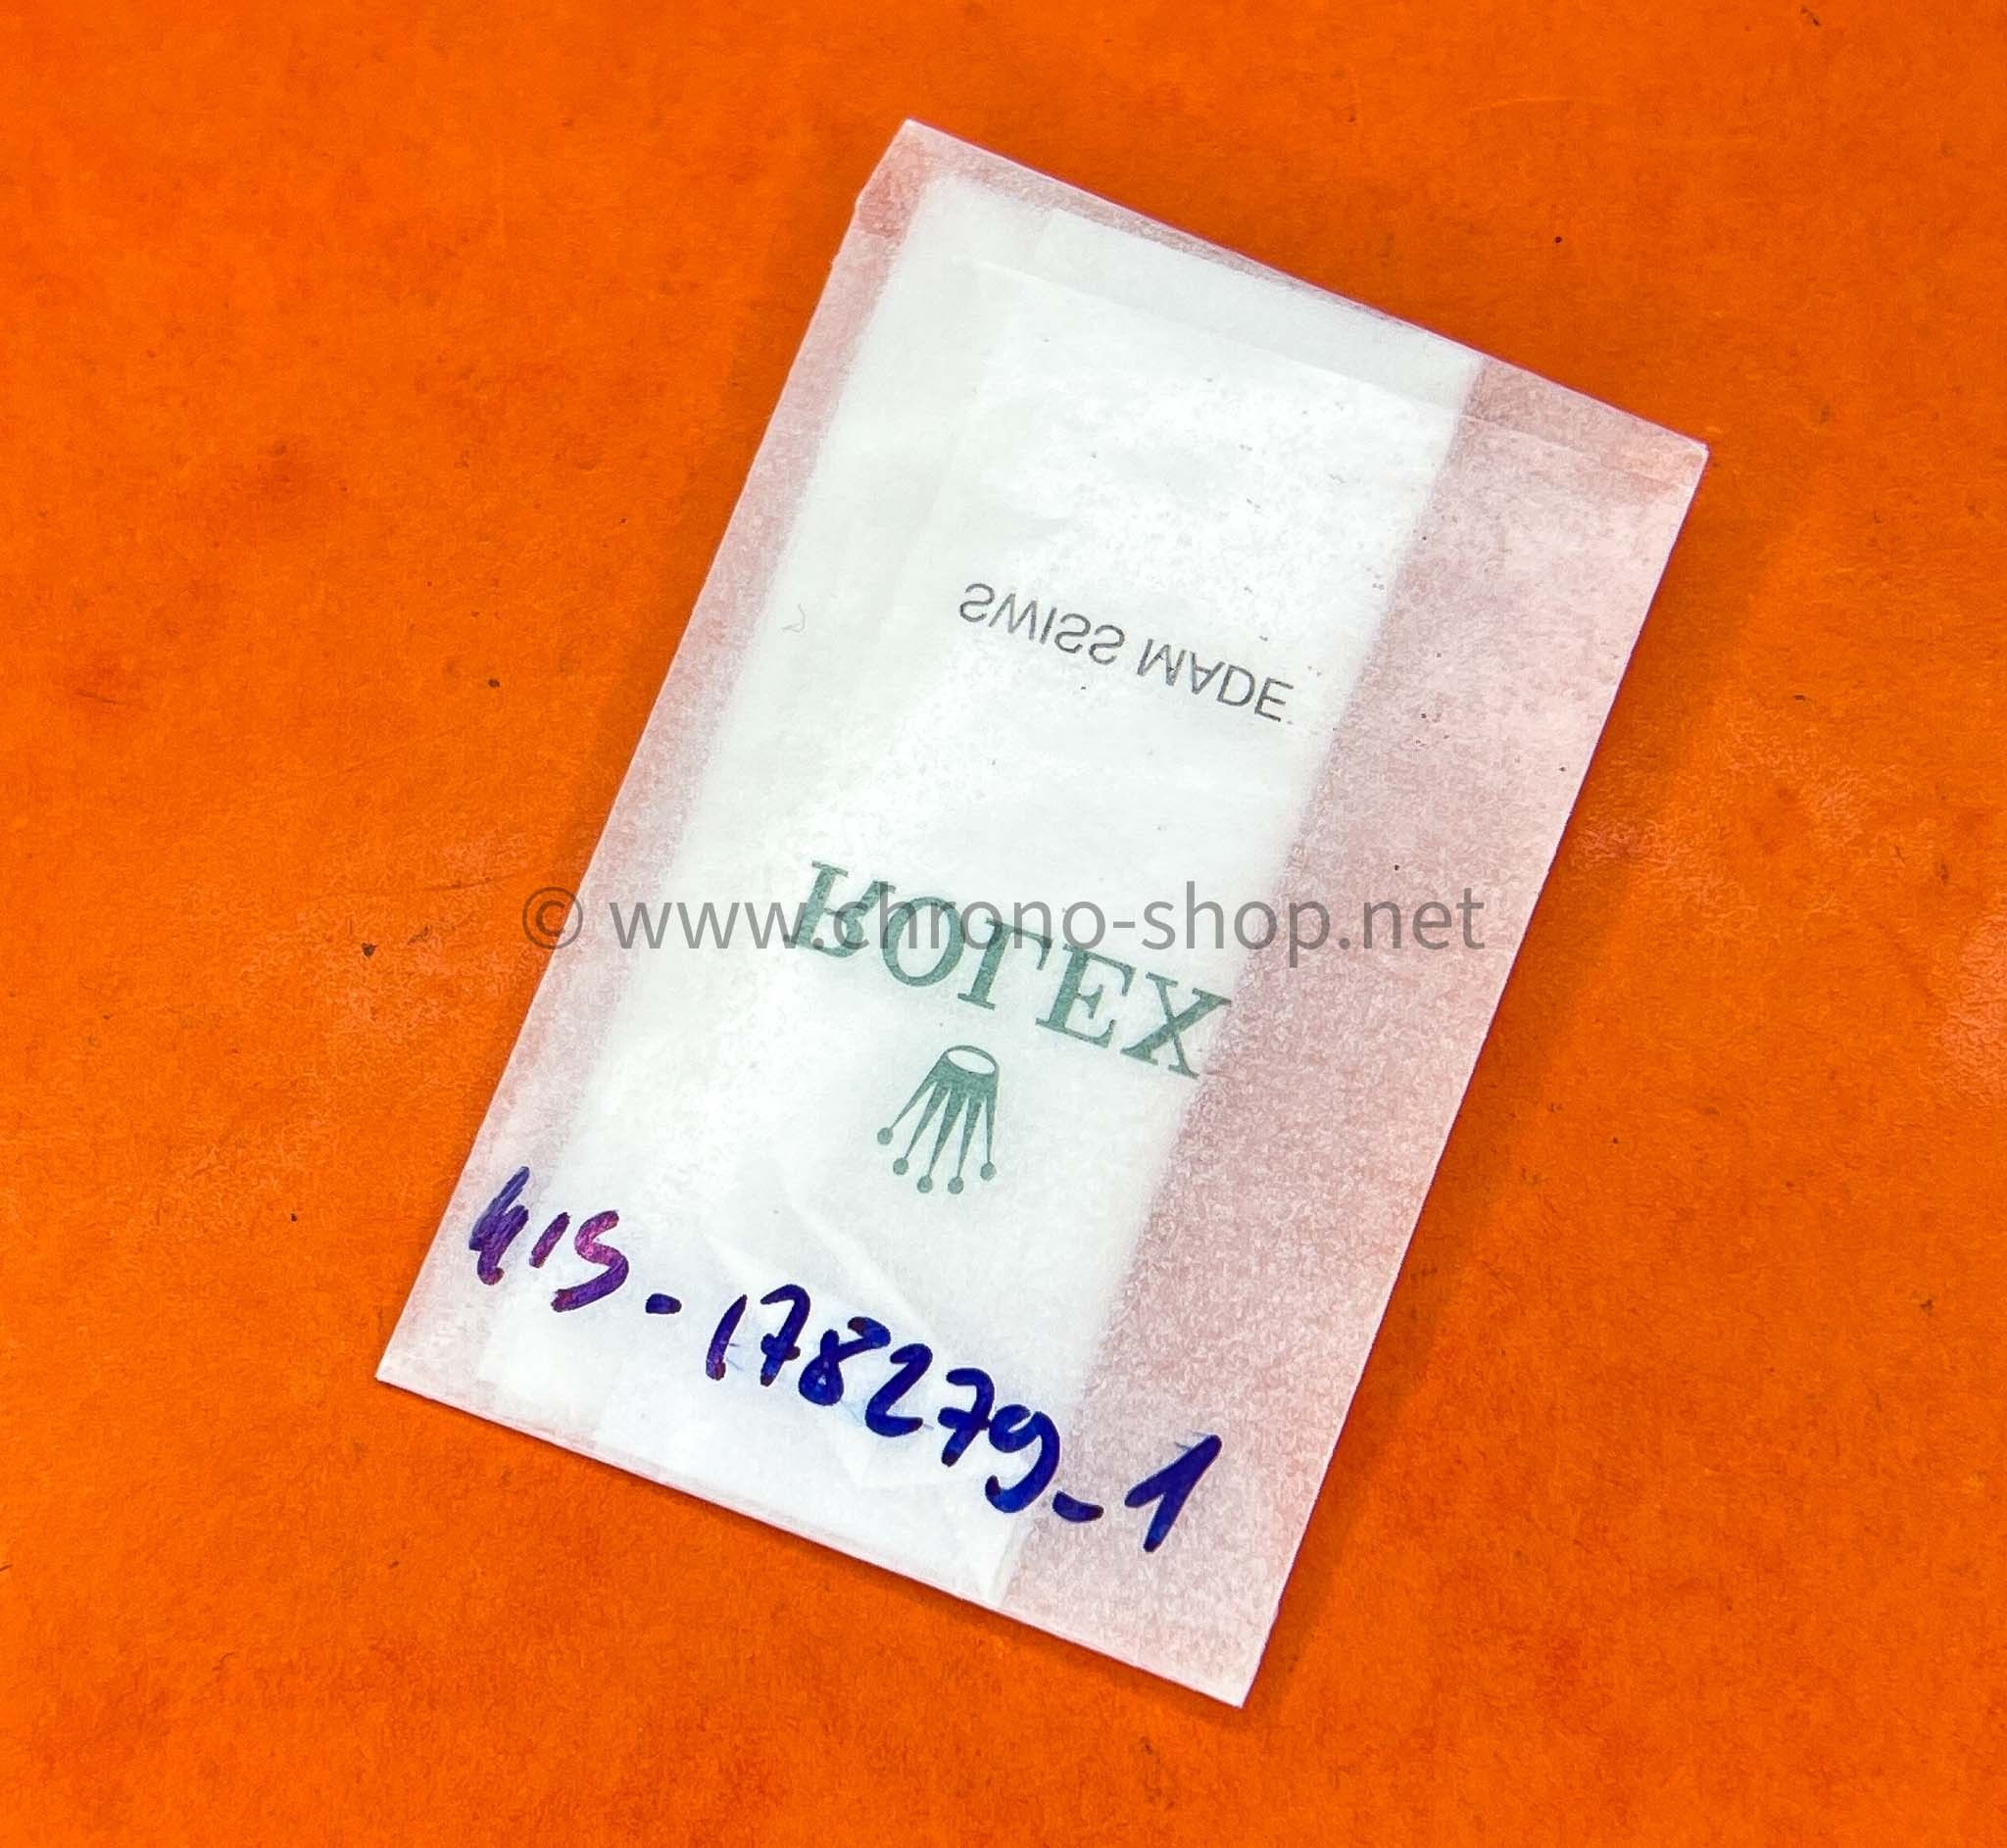 SWISS MADE
© www.chrono-shop.net
ROLEX
415-178279-1